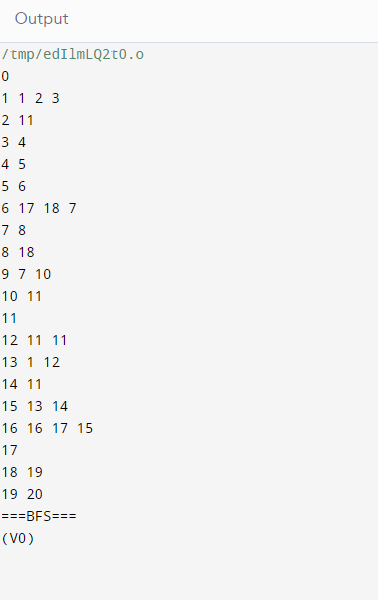 Output
/tmp/edIlmLQ2tO.o
0
1 1 2 3
2 11
3 4
4 5
5 6
6 17 18 7
7 8
8 18
9 7 10
10 11
11
12 11 11
13 1 12
14 11
15 13 14
16 16 17 15
17
18 19
19 20
===BFS===
(V0)